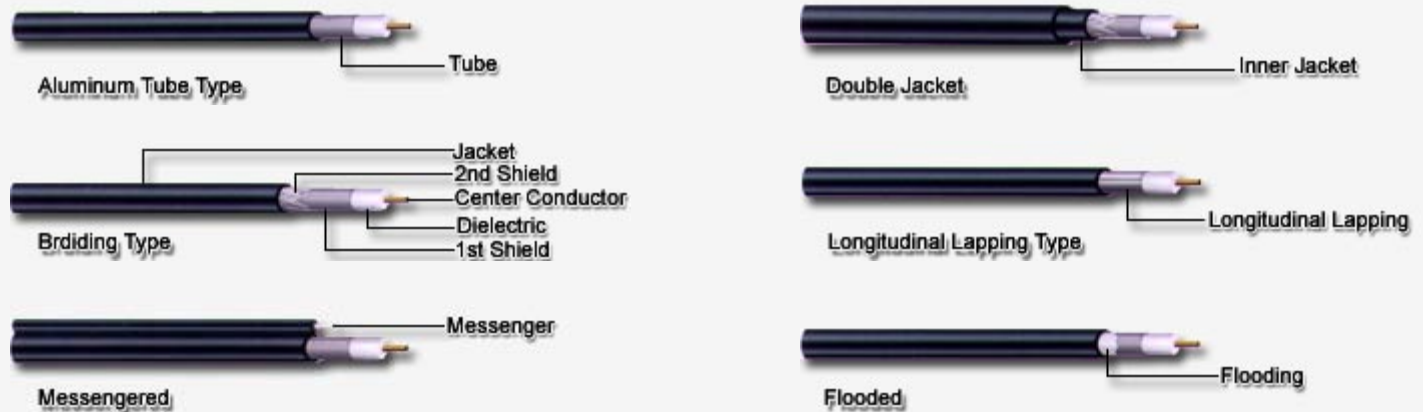 Tube
Aluminum Tube Type
Inner Jacket
Double Jacket
Jacket
2nd Shield
Center Conductor
Dielectric
1st Shield
Brdiding Type
Longitudinal Lapping
Longitudinal Lapping Type
Messenger
Messengered
Flooding
Flooded